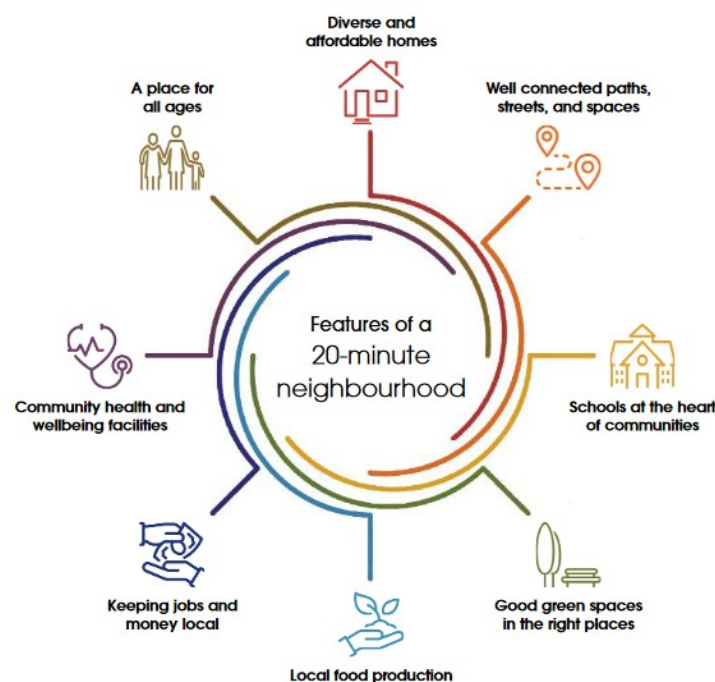 Diverse and
affordable homes
A place for
all ages
Well connected paths,
streets, and spaces
Features of a
20-minute
neighbourhood
Community health and
wellbeing facilities
Schools at the heart
of communities
Keeping jobs and
money local
Good green spaces
in the right places
Local food production